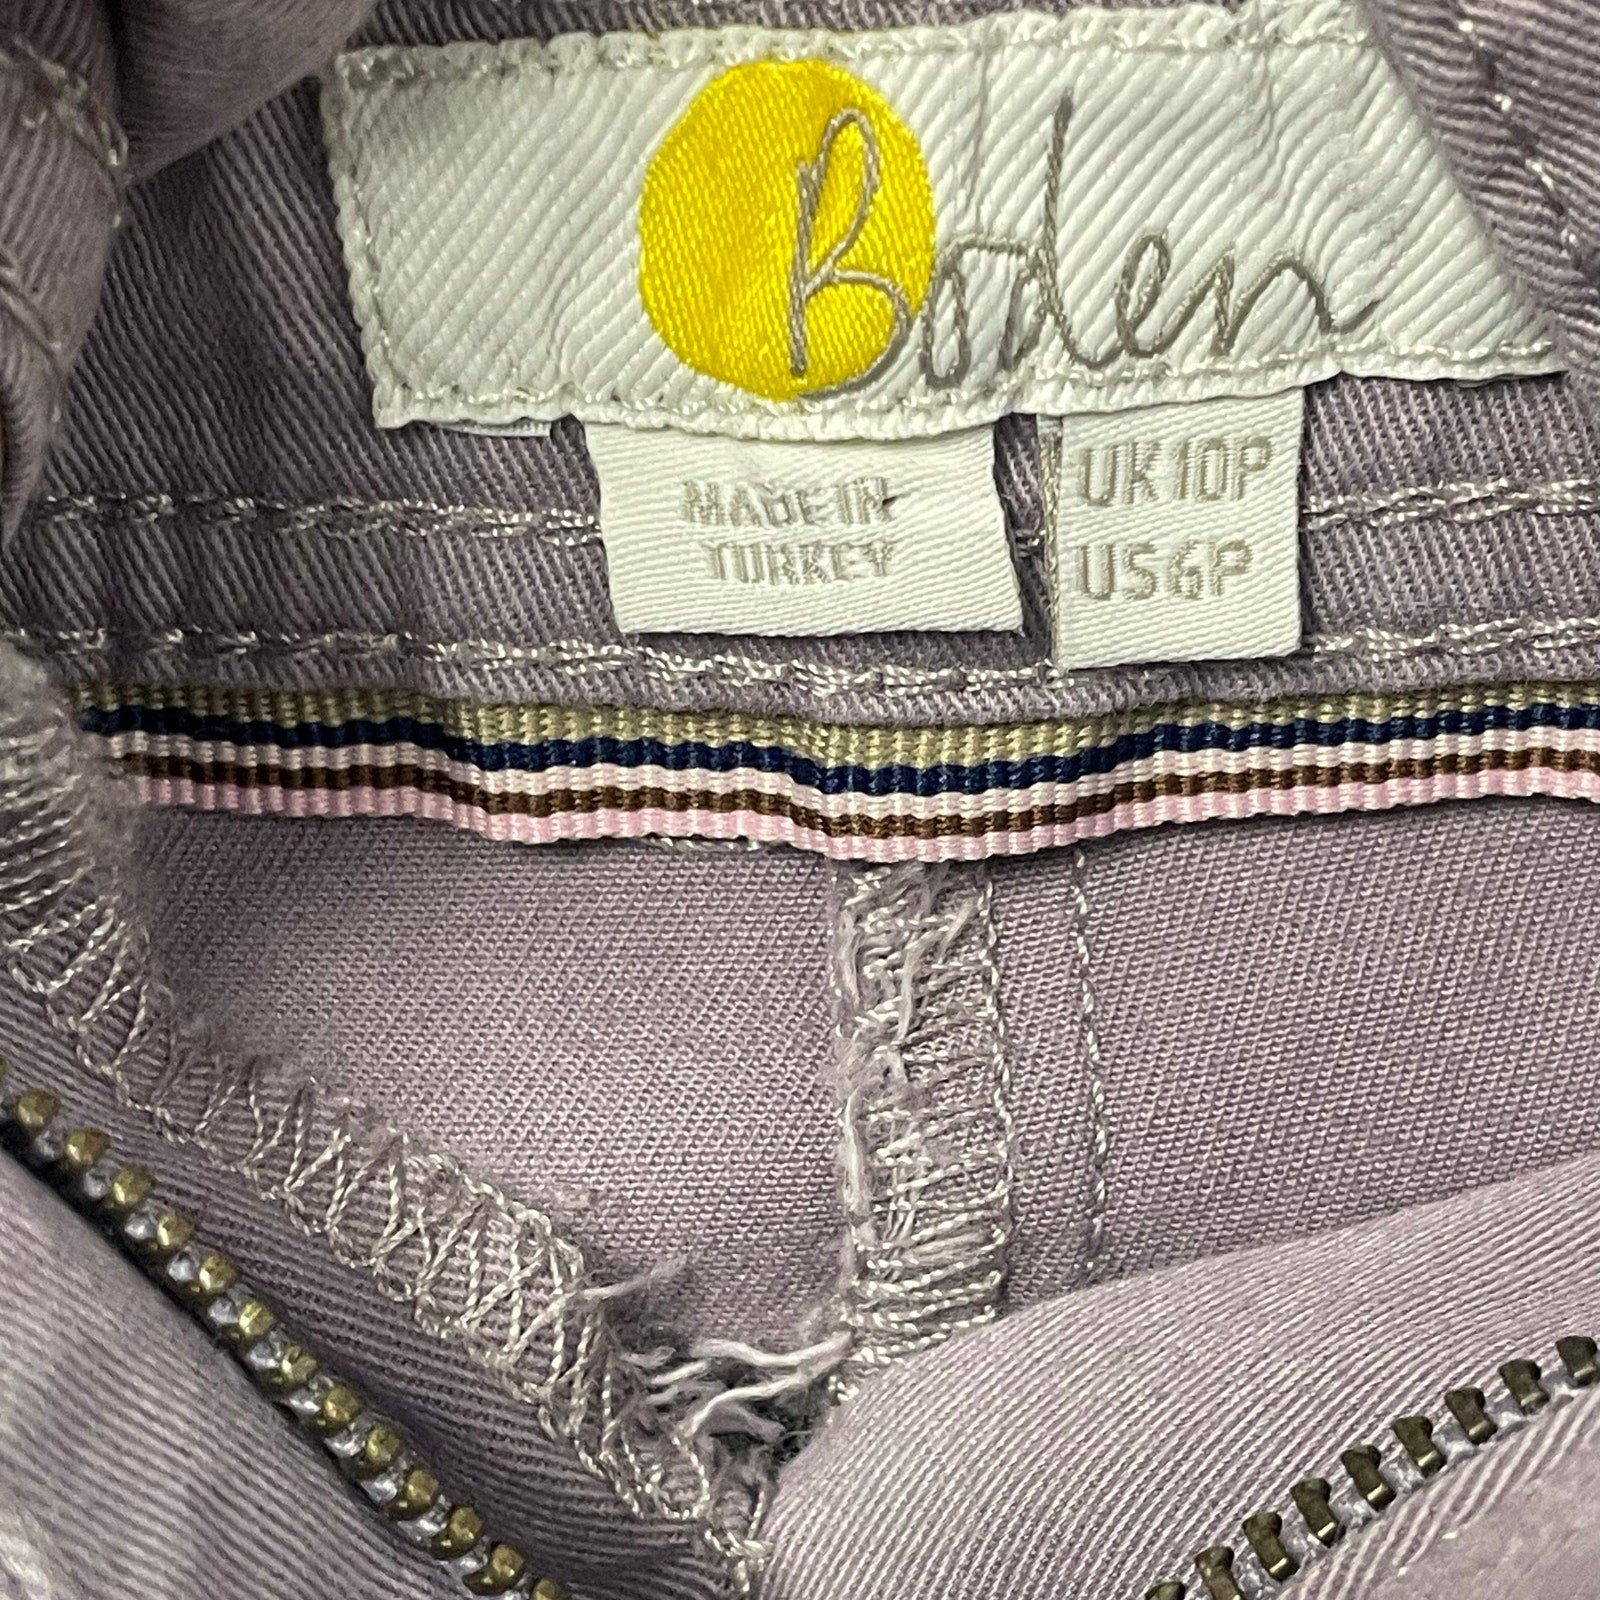 Boden
MADE IN
TURKEY
UK10P
US6P